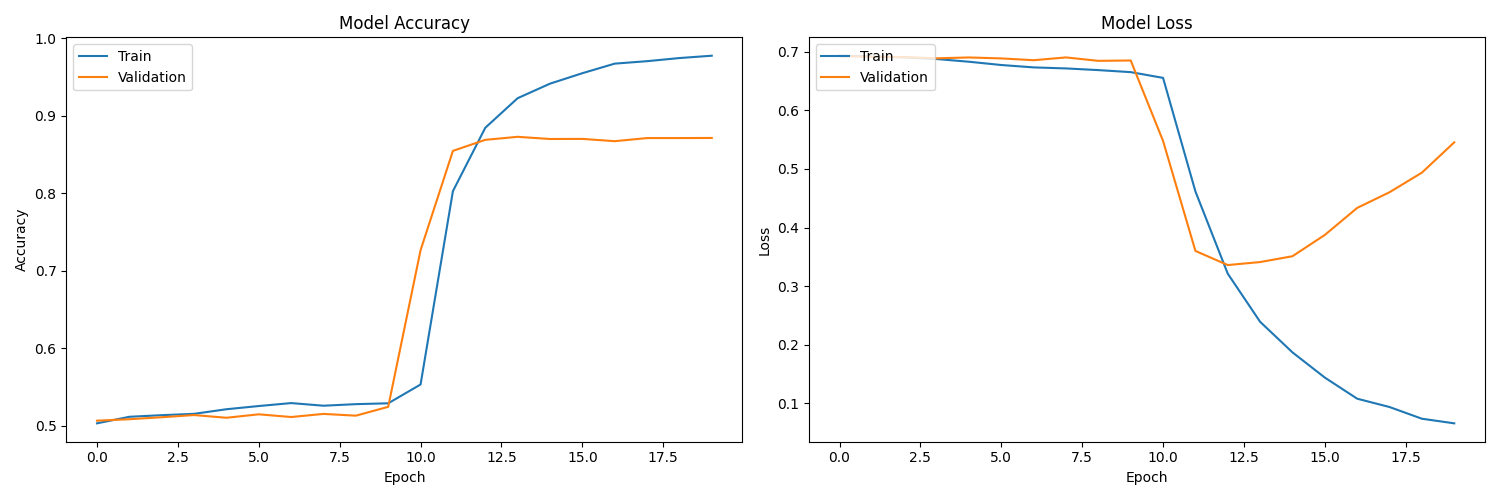 Model Accuracy
1.0
0.9
0.8
0.7
0.6
0.5
Accuracy
Train
Validation
0.0 2.5 5.0 7.5 10.0 12.5 15.0 17.5
Epoch
Model Loss
0.7
0.6
0.5
0.4
0.3
0.2
0.1
Loss
Train
Validation
0.0 2.5 5.0 7.5 10.0 12.5 15.0 17.5
Epoch